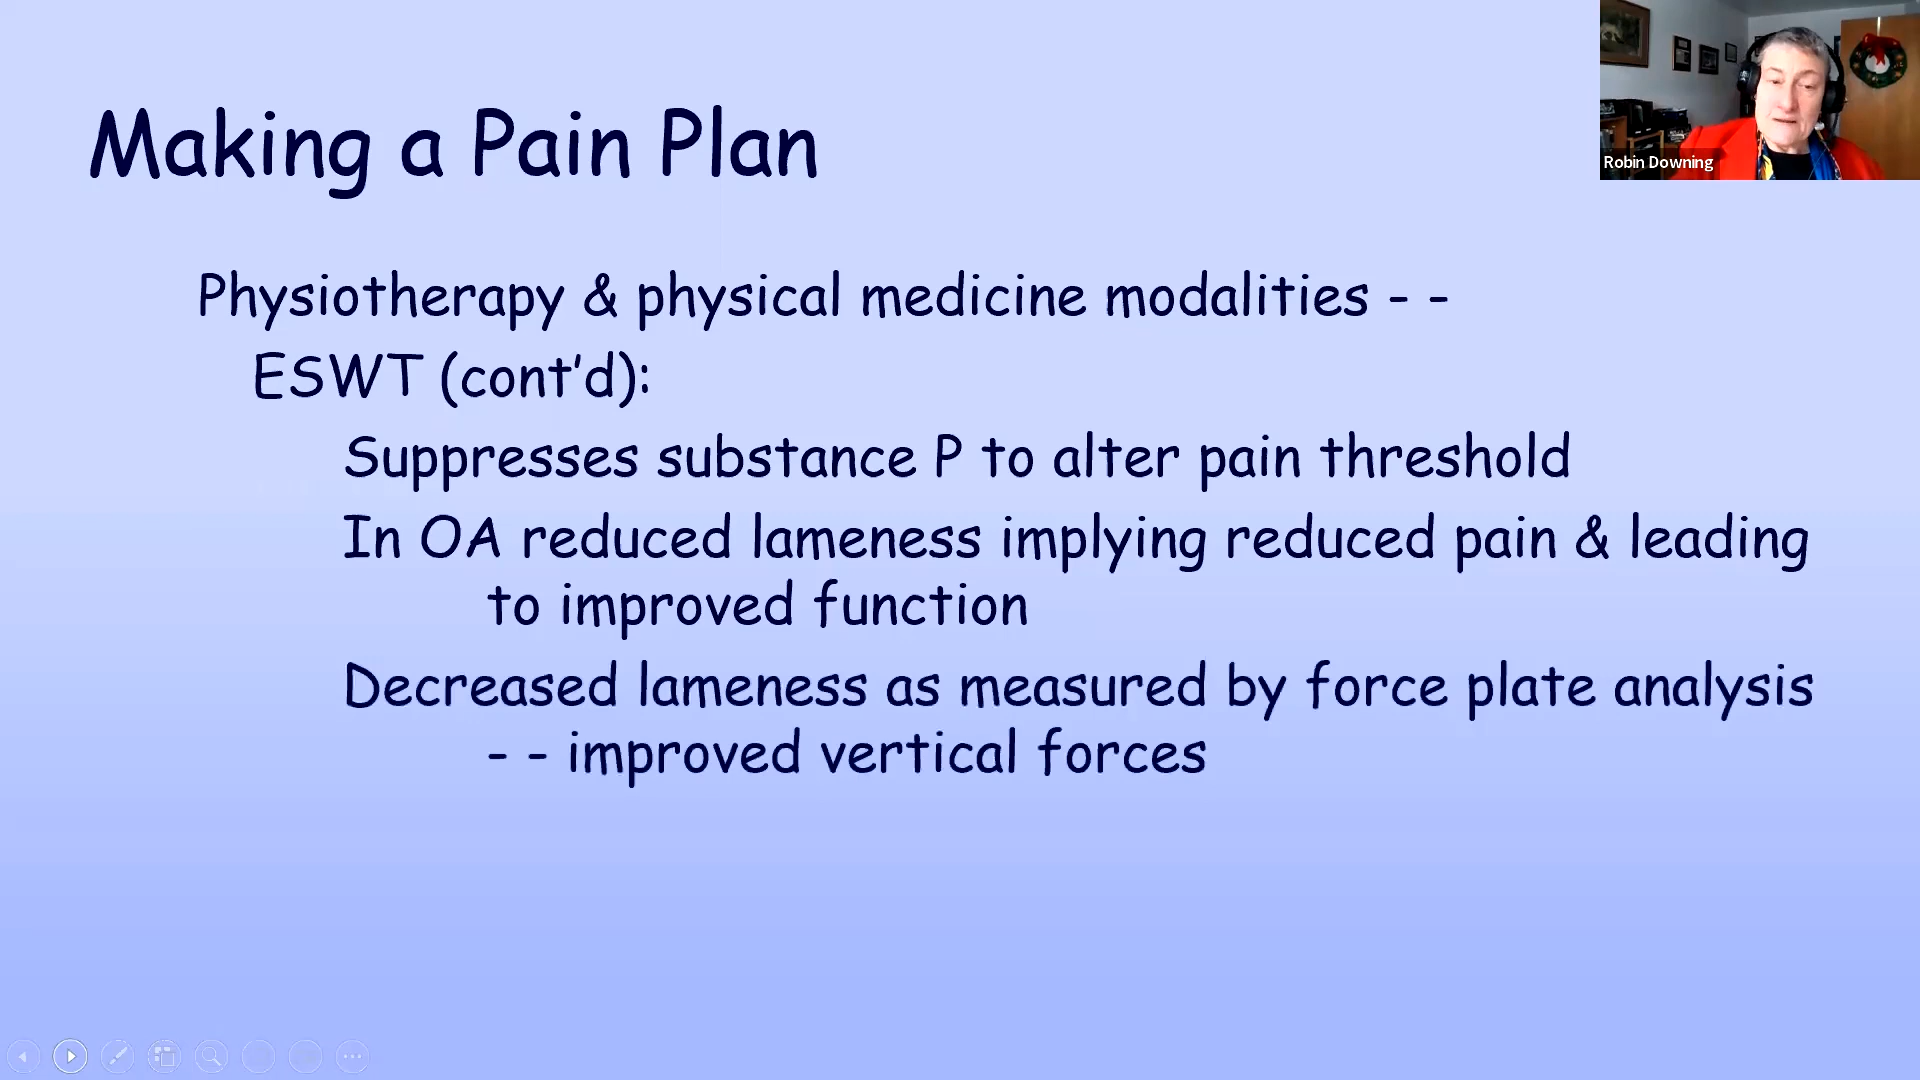 Making a Pain Plan
Robin Downing
Physiotherapy & physical medicine modalities - -
ESWT (cont’d):
Suppresses substance P to alter pain threshold
In OA reduced lameness implying reduced pain & leading
to improved function
Decreased lameness as measured by force plate analysis
- - improved vertical forces